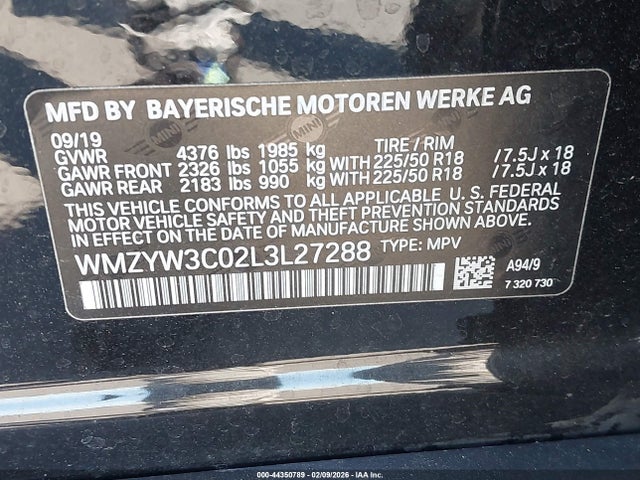 MFD BY BAYERISCHE MOTOREN WERKE AG
09/19
GVWR 4376 lbs 1985 kg TIRE / RIM
GAWR FRONT 2326 lbs 1055 kg WITH 225/50 R18 /7.5J x 18
GAWR REAR 2183 lbs 990 kg WITH 225/50 R18 /7.5J x 18
THIS VEHICLE CONFORMS TO ALL APPLICABLE U. S. FEDERAL
MOTOR VEHICLE SAFETY AND THEFT PREVENTION STANDARDS
IN EFFECT ON THE DATE OF MANUFACTURE SHOWN ABOVE.
WMZYW3C02L3L27288 TYPE: MPV
A94/9
7 320 730
MINI
MINI
000-44350789 - 02/09/2026 - IAA Inc.